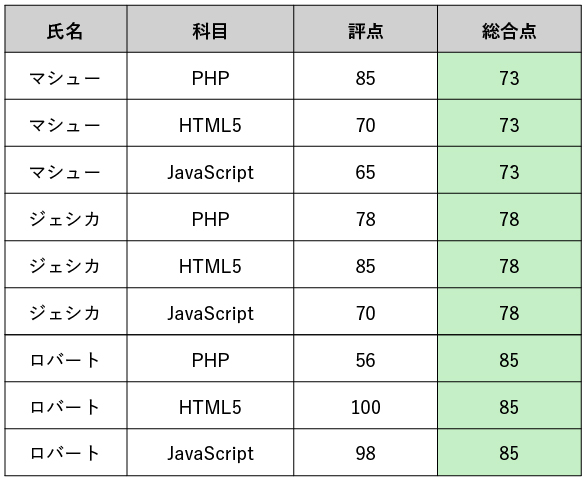 氏名 科目 評点 総合点
マシュー PHP 85 73
マシュー HTML5 70 73
マシュー JavaScript 65 73
ジェシカ PHP 78 78
ジェシカ HTML5 85 78
ジェシカ JavaScript 70 78
ロバート PHP 56 85
ロバート HTML5 100 85
ロバート JavaScript 98 85